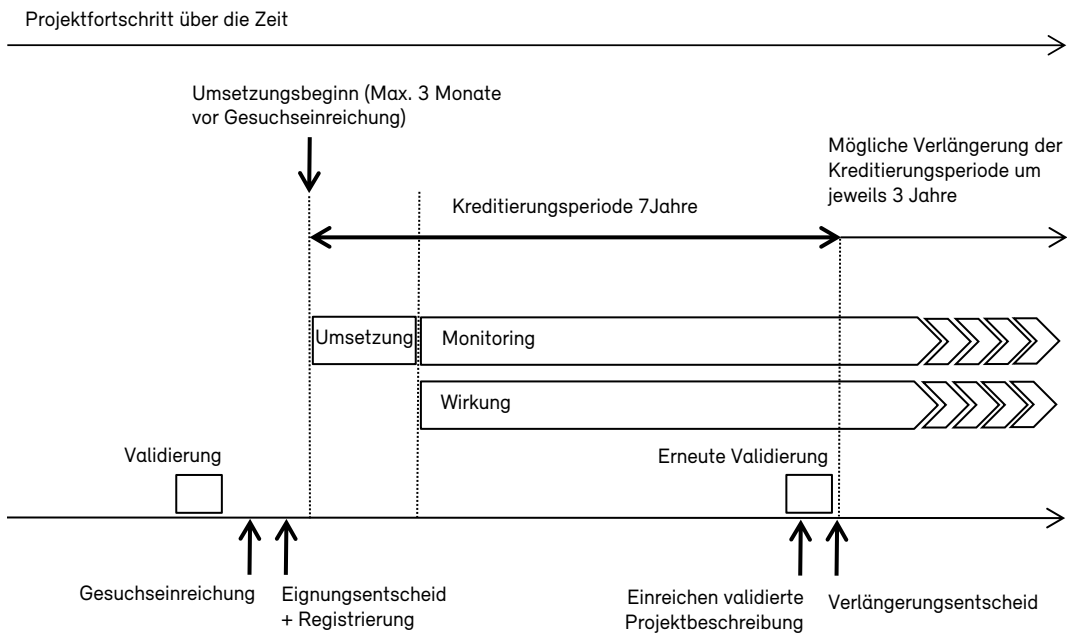 Projektfortschritt über die Zeit
Umsetzungsbeginn (Max. 3 Monate
vor Gesuchseinreichung)
Mögliche Verlängerung der
Kreditierungsperiode um
jeweils 3 Jahre
Kreditierungsperiode 7Jahre
Umsetzung
Monitoring
Wirkung
Validierung
Erneute Validierung
Gesuchseinreichung
Eignungsentscheid
+ Registrierung
Einreichen validierte
Projektbeschreibung
Verlängerungsentscheid